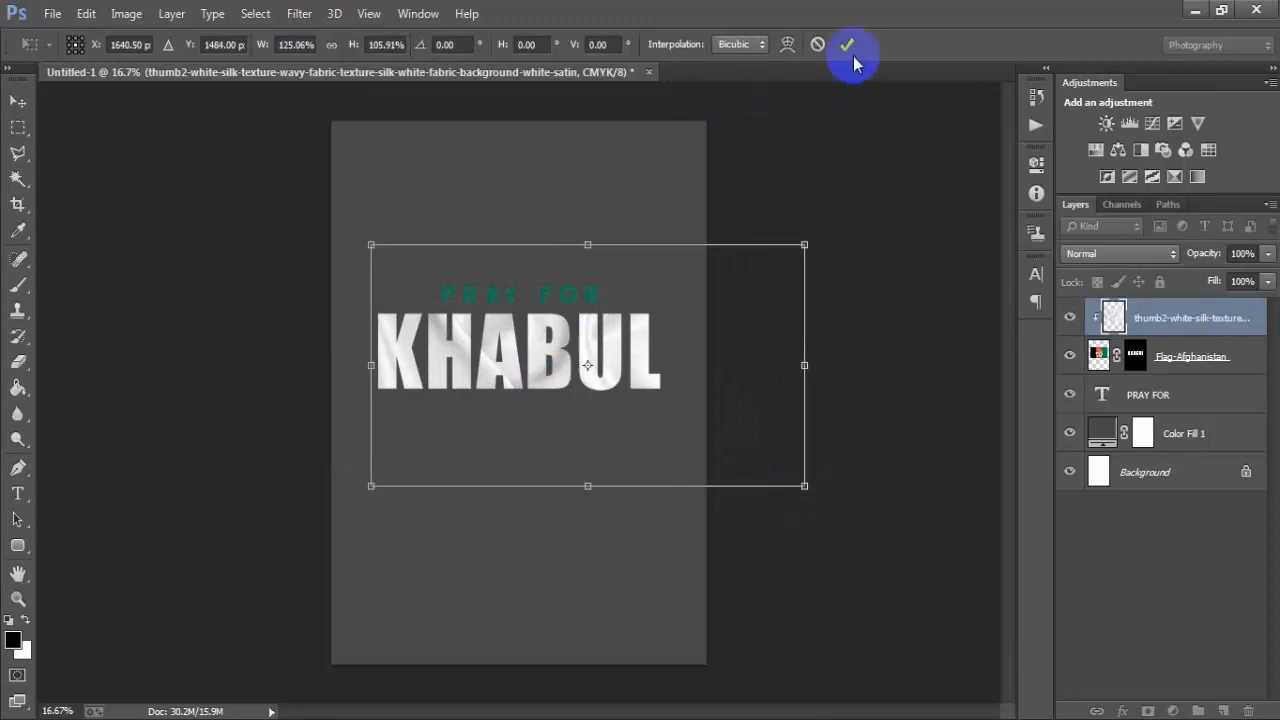 Ps File Edit Image Layer Type Select Filter 3D View Window Help
X: 1640.50 p Y: 1484.00 p W: 125.06% H: 105.91% 0.00 ° H: 0.00 ° V: 0.00 ° Interpolation: Bicubic Photography
Untitled-1 @ 16.7% (thumb2-white-silk-texture-wavy-fabric-texture-silk-white-fabric-background-white-satin, CMYK/8) * ×
Adjustments
Add an adjustment
Layers Channels Paths
Kind
Normal Opacity: 100%
Lock: Fill: 100%
thumb2-white-silk-texture...
Flag-Afghanistan
T PRAY FOR
Color Fill 1
Background
PRAY FOR
KHABUL
16.67% Doc: 30.2M/15.9M